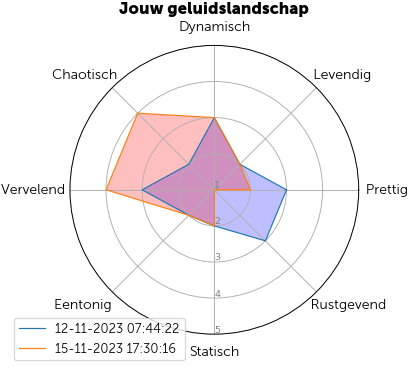 Jouw geluidslandschap
Dynamisch
Chaotisch
Levendig
Vervelend
Prettig
1
2
3
4
5
Eentonig
Rustgevend
Statisch
12-11-2023 07:44:22
15-11-2023 17:30:16